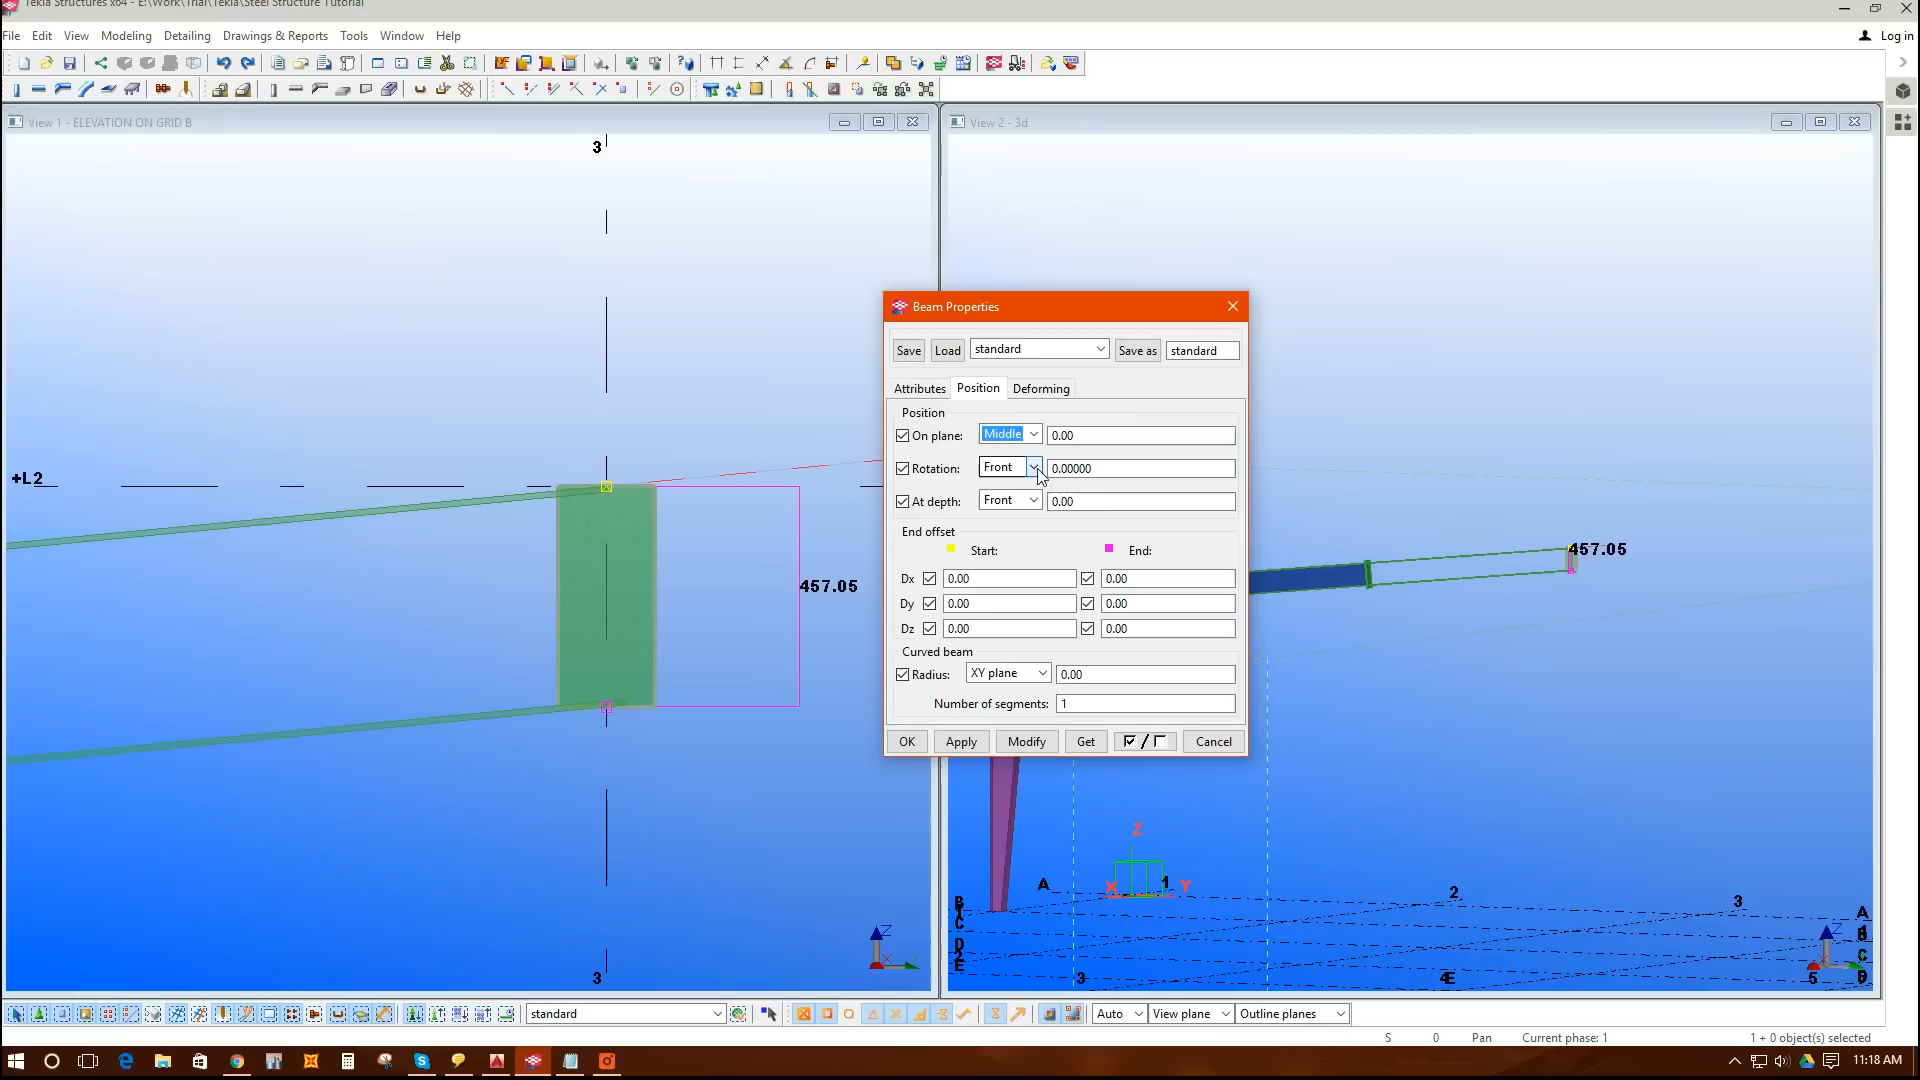 Tekla Structures x64 - E:\Work\Trial\Tekla\Steel Structure Tutorial
File Edit View Modeling Detailing Drawings & Reports Tools Window Help
Log in
View 1 - ELEVATION ON GRID B
View 2 - 3d
3
+L2
457.05
3
Z
Y
X
Beam Properties
Save Load standard Save as standard
Attributes Position Deforming
Position
On plane: Middle 0.00
Rotation: Front 0.00000
At depth: Front 0.00
End offset
Start: End:
Dx 0.00 0.00
Dy 0.00 0.00
Dz 0.00 0.00
Curved beam
Radius: XY plane 0.00
Number of segments: 1
OK Apply Modify Get / Cancel
457.05
Z
X Y
A 1 2 3 A
B
1
C
D
2
E
3 4E 5
Z
B
C
D
standard Auto View plane Outline planes
S 0 Pan Current phase: 1 1 + 0 object(s) selected
11:18 AM